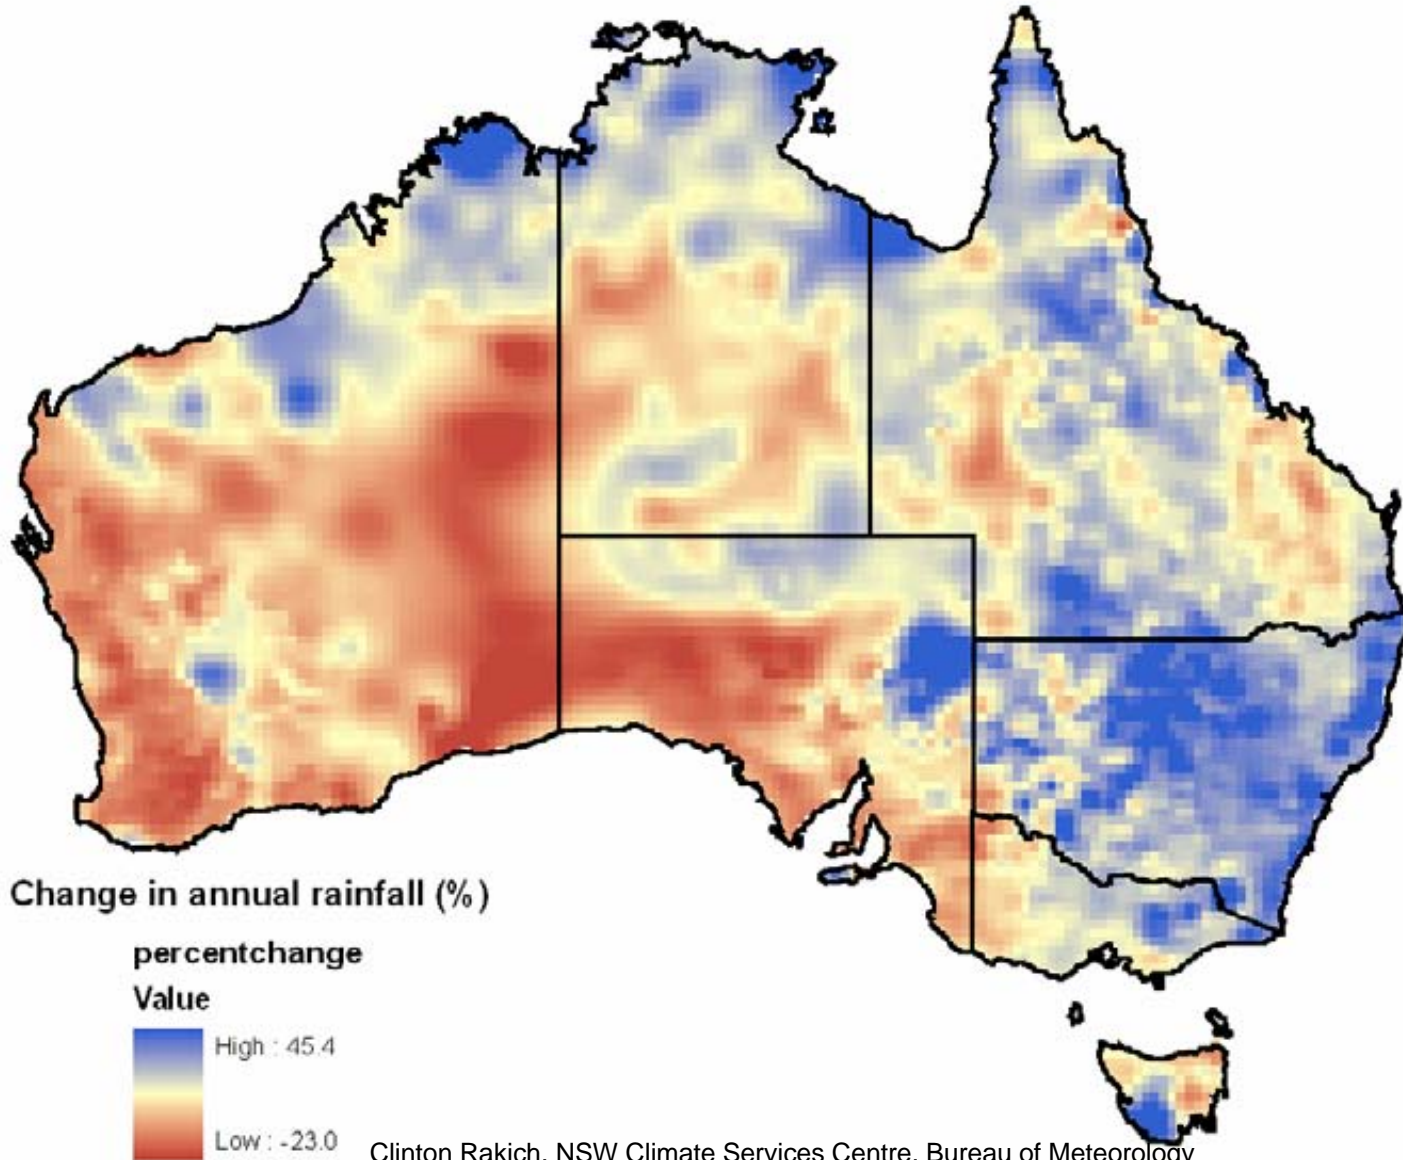 Change in annual rainfall (%)
percentchange
Value
High : 45.4
Low : -23.0
Clinton Rakich, NSW Climate Services Centre, Bureau of Meteorology